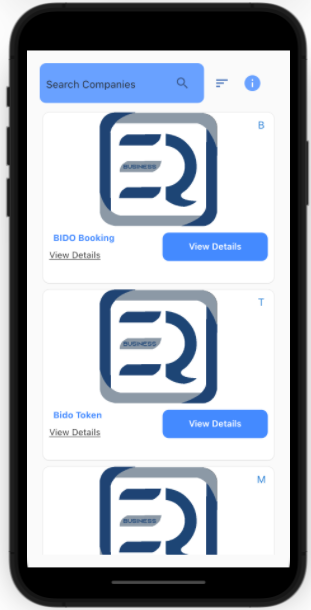 Search Companies
B
BUSINESS
BIDO Booking
View Details
View Details
T
BUSINESS
Bido Token
View Details
View Details
M
BUSINESS